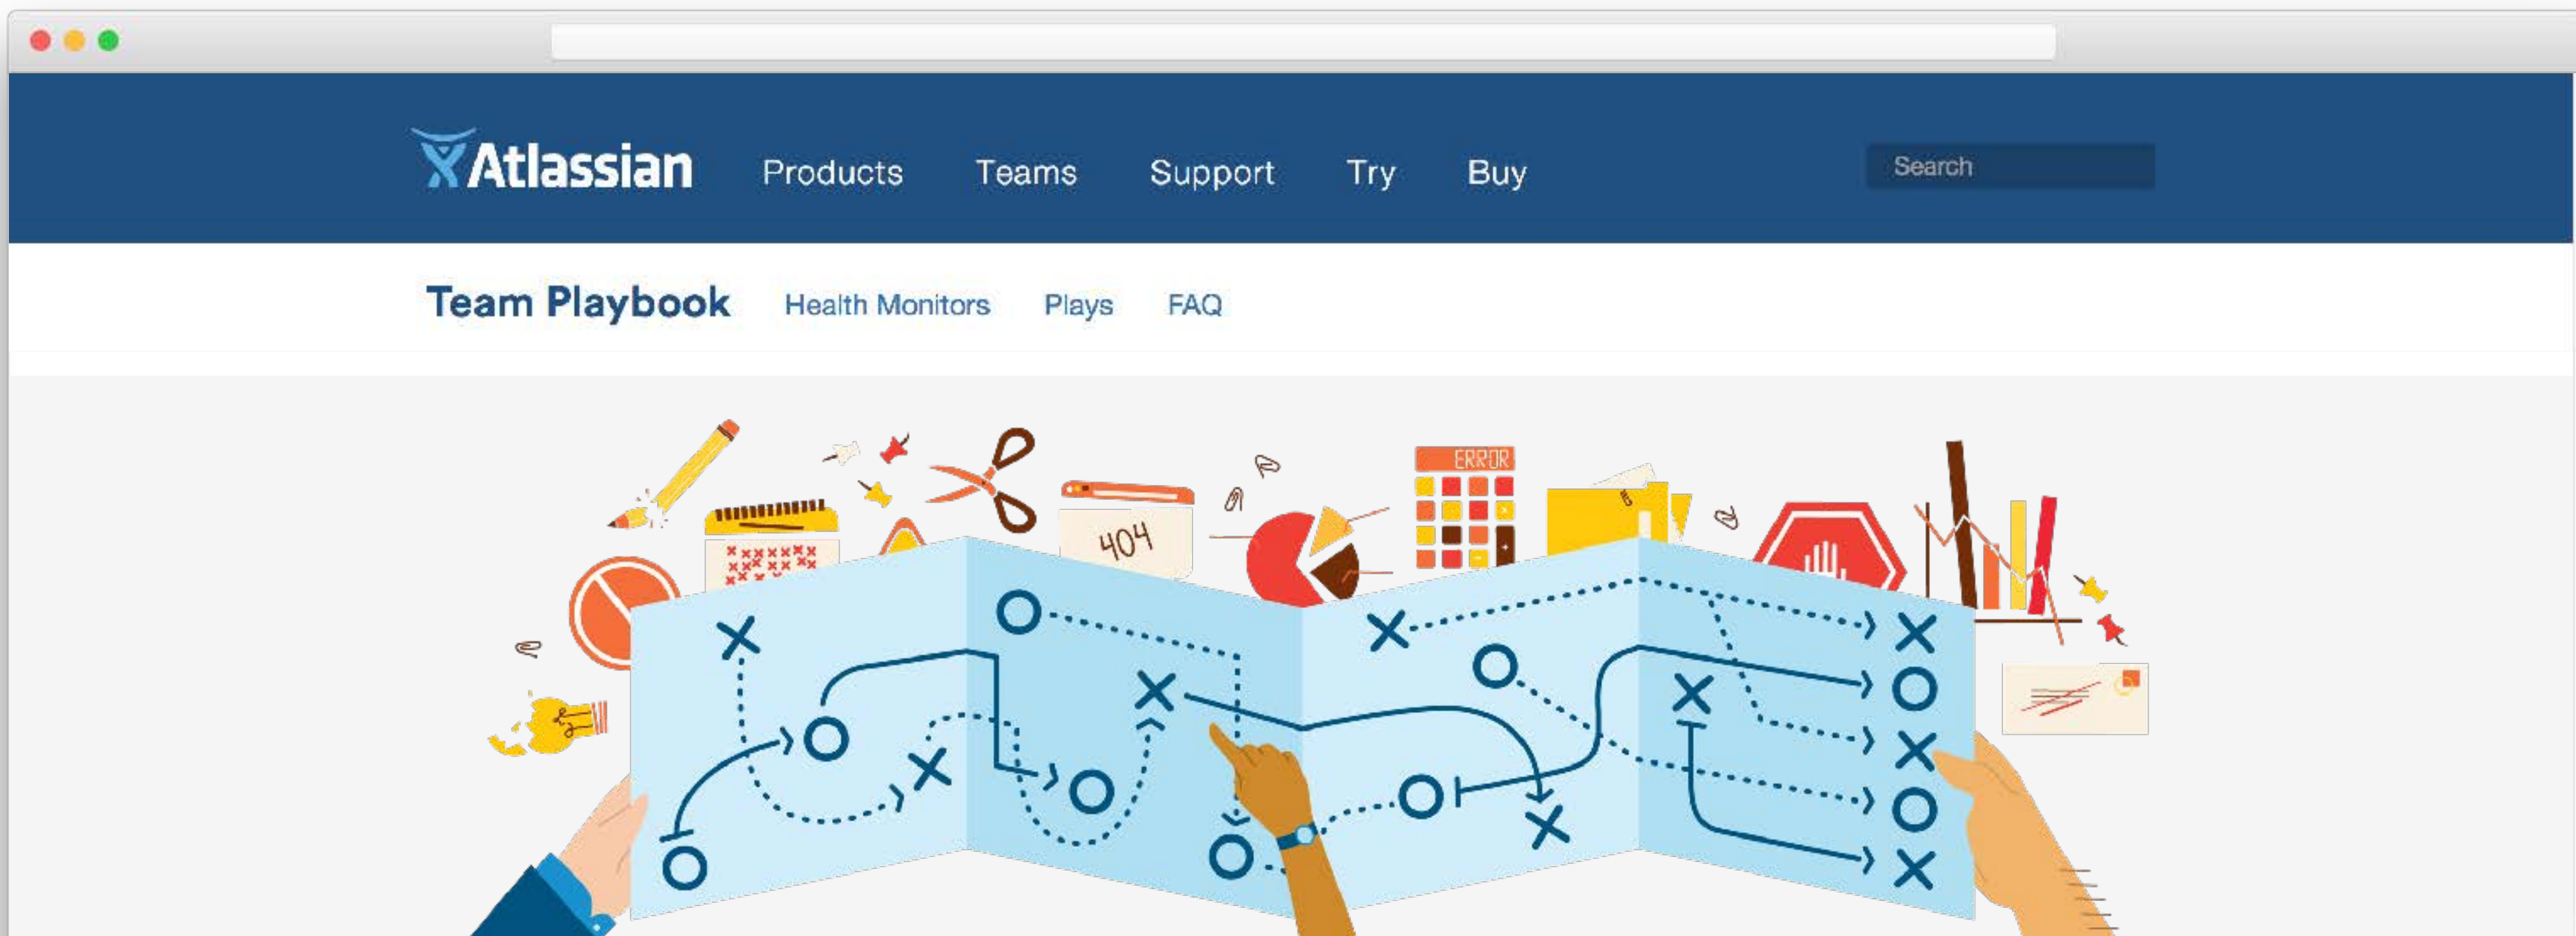 Atlassian Products Teams Support Try Buy Search
Team Playbook Health Monitors Plays FAQ
ERROR
404